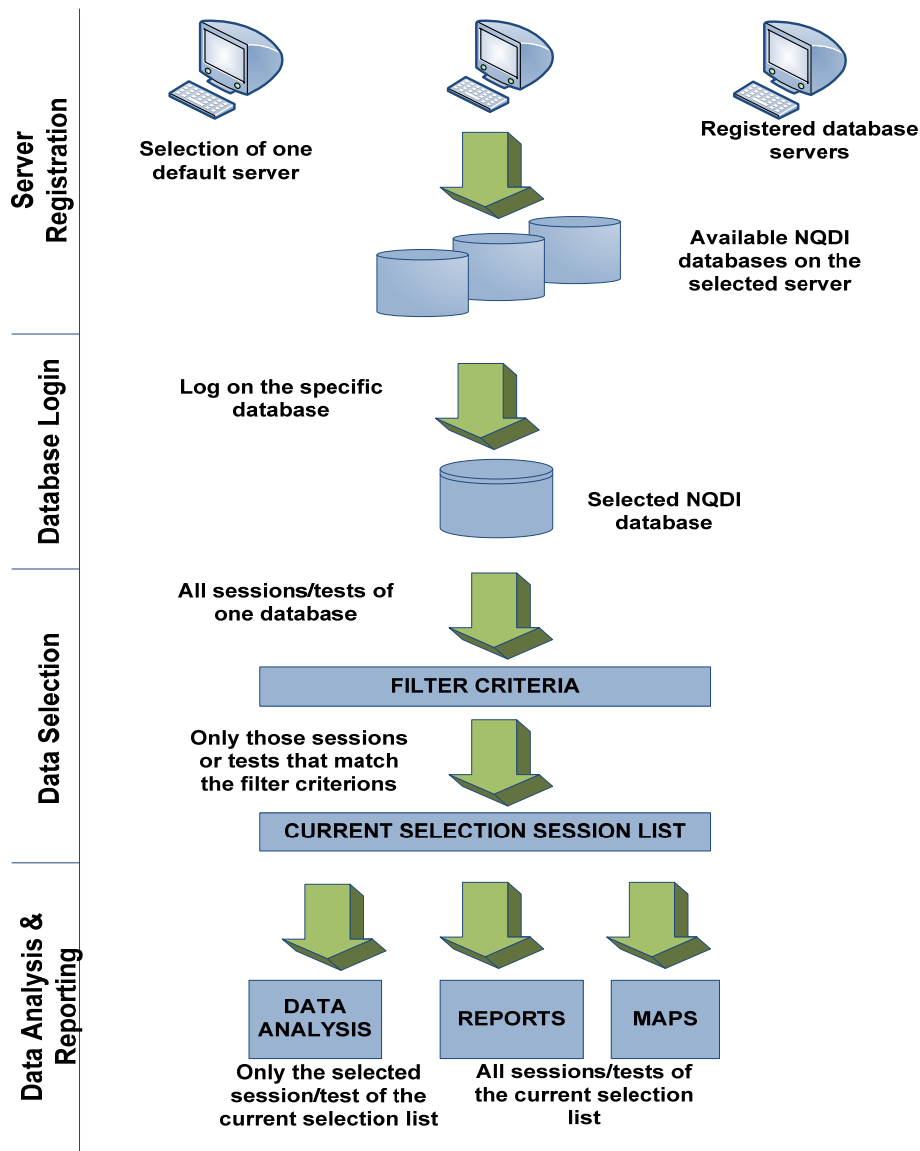 Server
Registration
Selection of one
default server
Registered database
servers
Available NQDI
databases on the
selected server
Database Login
Log on the specific
database
Selected NQDI
database
Data Selection
All sessions/tests of
one database
FILTER CRITERIA
Only those sessions
or tests that match
the filter criterions
CURRENT SELECTION SESSION LIST
Data Analysis &
Reporting
DATA
ANALYSIS
REPORTS
MAPS
Only the selected
session/test of the
current selection list
All sessions/tests of
the current selection
list